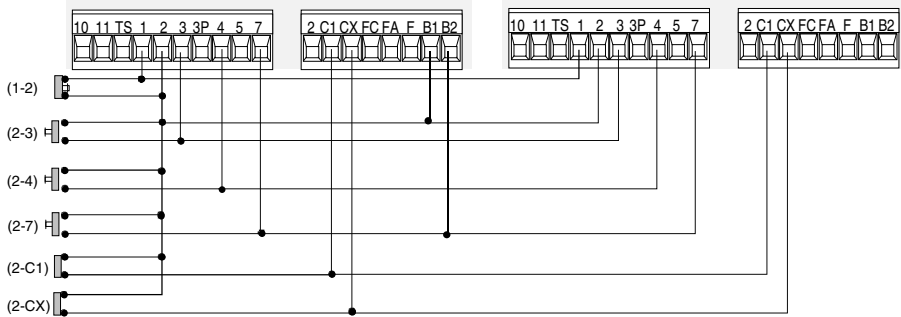 10 11 TS 1 2 3 3P 4 5 7
2 C1 CX FC FA F B1 B2
10 11 TS 1 2 3 3P 4 5 7
2 C1 CX FC FA F B1 B2
(1-2)
(2-3)
(2-4)
(2-7)
(2-C1)
(2-CX)